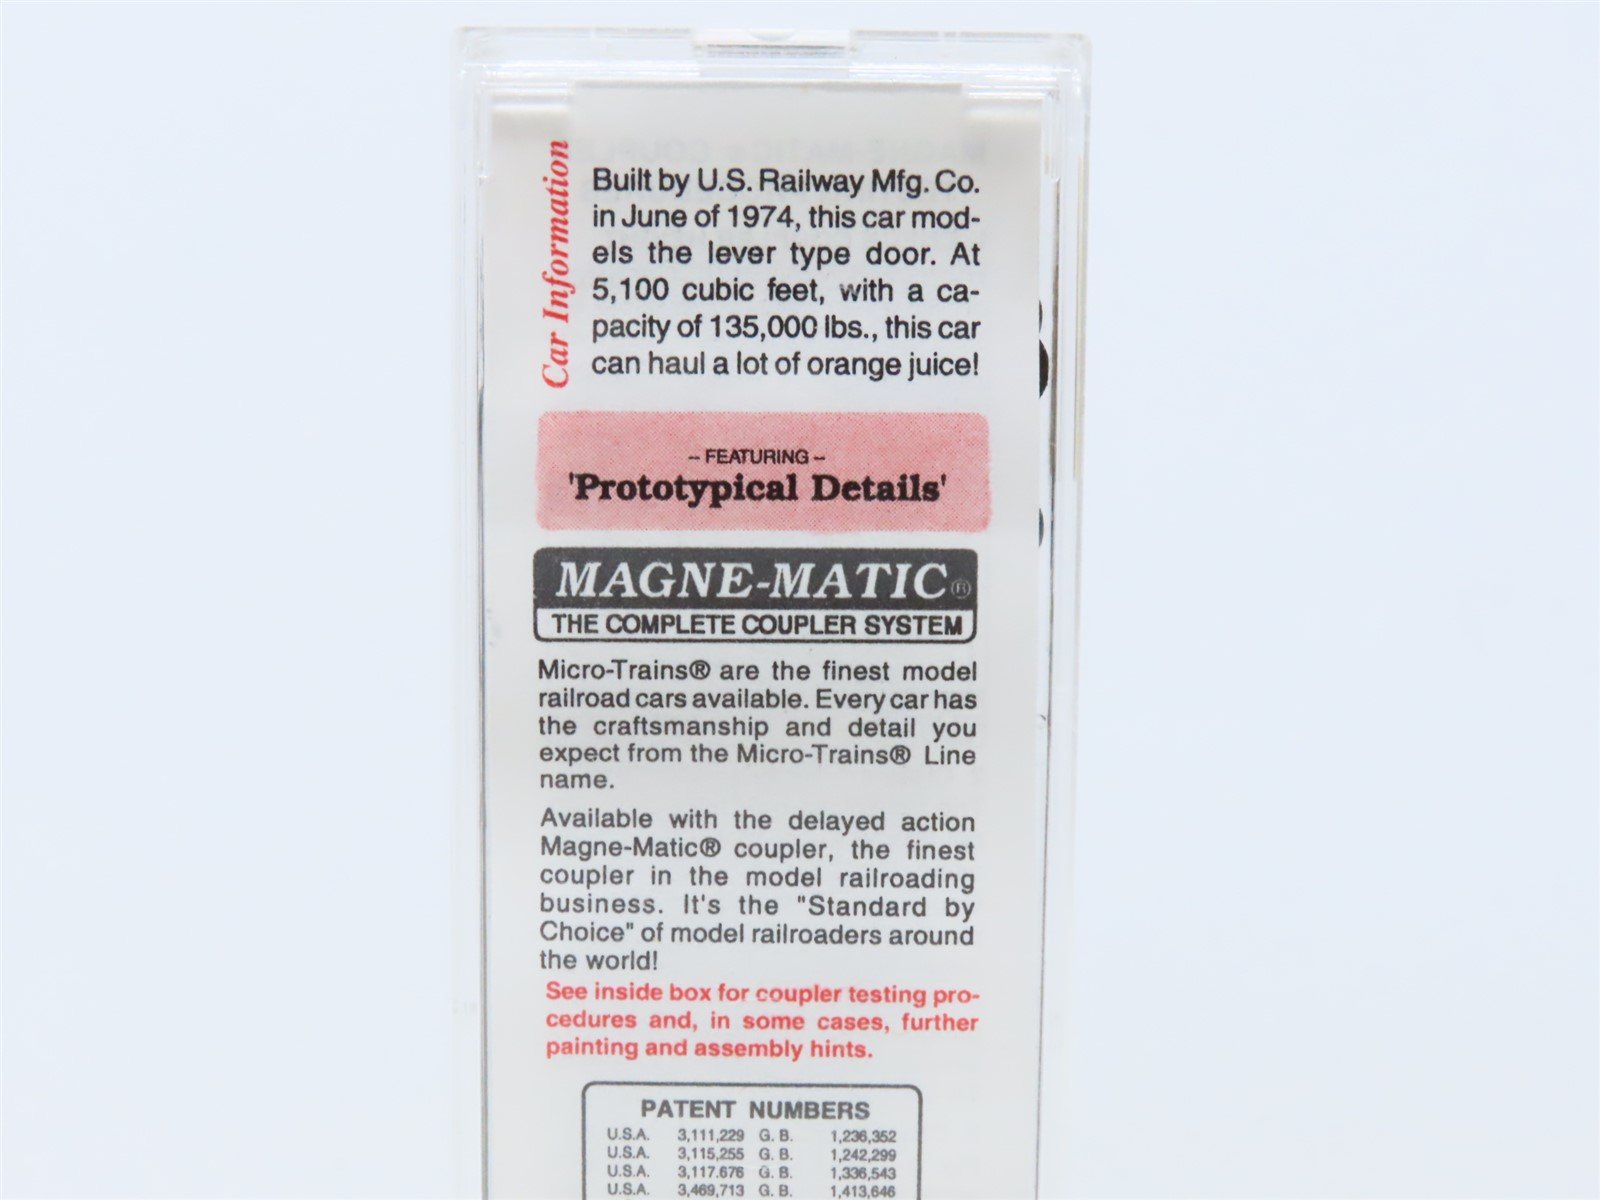 Car Information
Built by U.S. Railway Mfg. Co.
in June of 1974, this car mod-
els the lever type door. At
5,100 cubic feet, with a ca-
pacity of 135,000 lbs., this car
can haul a lot of orange juice!
– FEATURING –
'Prototypical Details'
MAGNE-MATIC®
THE COMPLETE COUPLER SYSTEM
Micro-Trains® are the finest model
railroad cars available. Every car has
the craftsmanship and detail you
expect from the Micro-Trains® Line
name.
Available with the delayed action
Magne-Matic® coupler, the finest
coupler in the model railroading
business. It's the "Standard by
Choice" of model railroaders around
the world!
See inside box for coupler testing pro-
cedures and, in some cases, further
painting and assembly hints.
PATENT NUMBERS
U.S.A. 3,111,229 G. B. 1,236,352
U.S.A. 3,115,255 G. B. 1,242,299
U.S.A. 3,117.676 G. B. 1,336,543
U.S.A. 3,469,713 G. B. 1,413,646